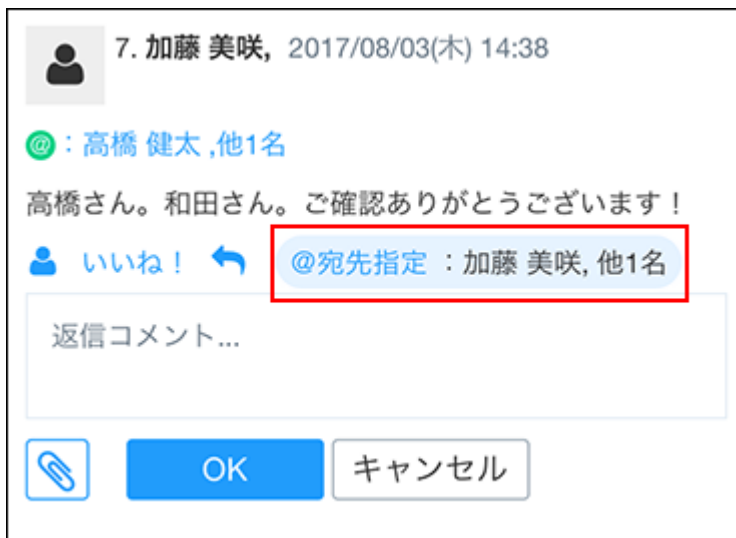 7. 加藤 美咲, 2017/08/03(木) 14:38
@：高橋 健太 ,他1名
高橋さん。和田さん。ご確認ありがとうございます！
いいね！ @宛先指定 ：加藤 美咲, 他1名
返信コメント...
OK キャンセル